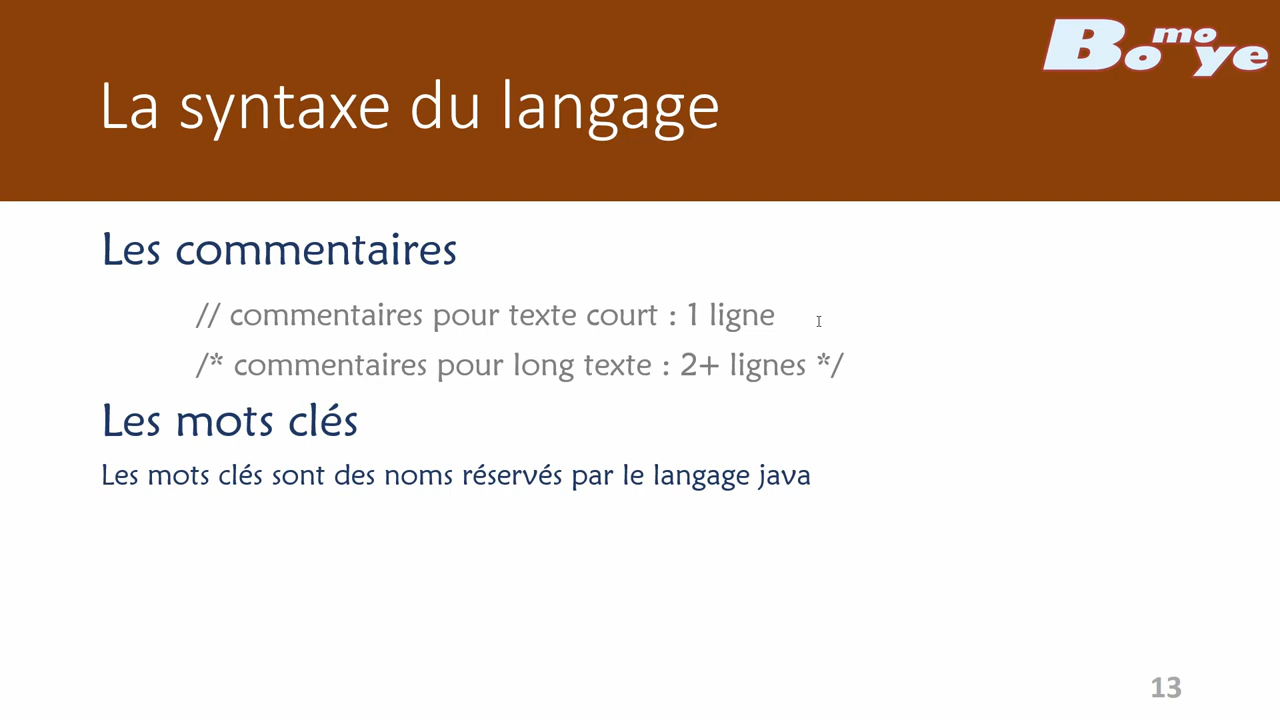 Bomoye
La syntaxe du langage
Les commentaires
// commentaires pour texte court : 1 ligne
/* commentaires pour long texte : 2+ lignes */
Les mots clés
Les mots clés sont des noms réservés par le langage java
13